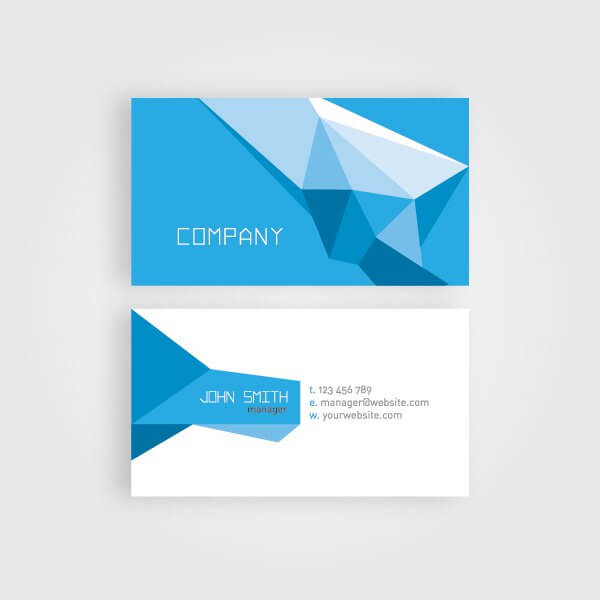 COMPANY
JOHN SMITH
manager
t. 123 456 789
e. manager@website.com
w. yourwebsite.com